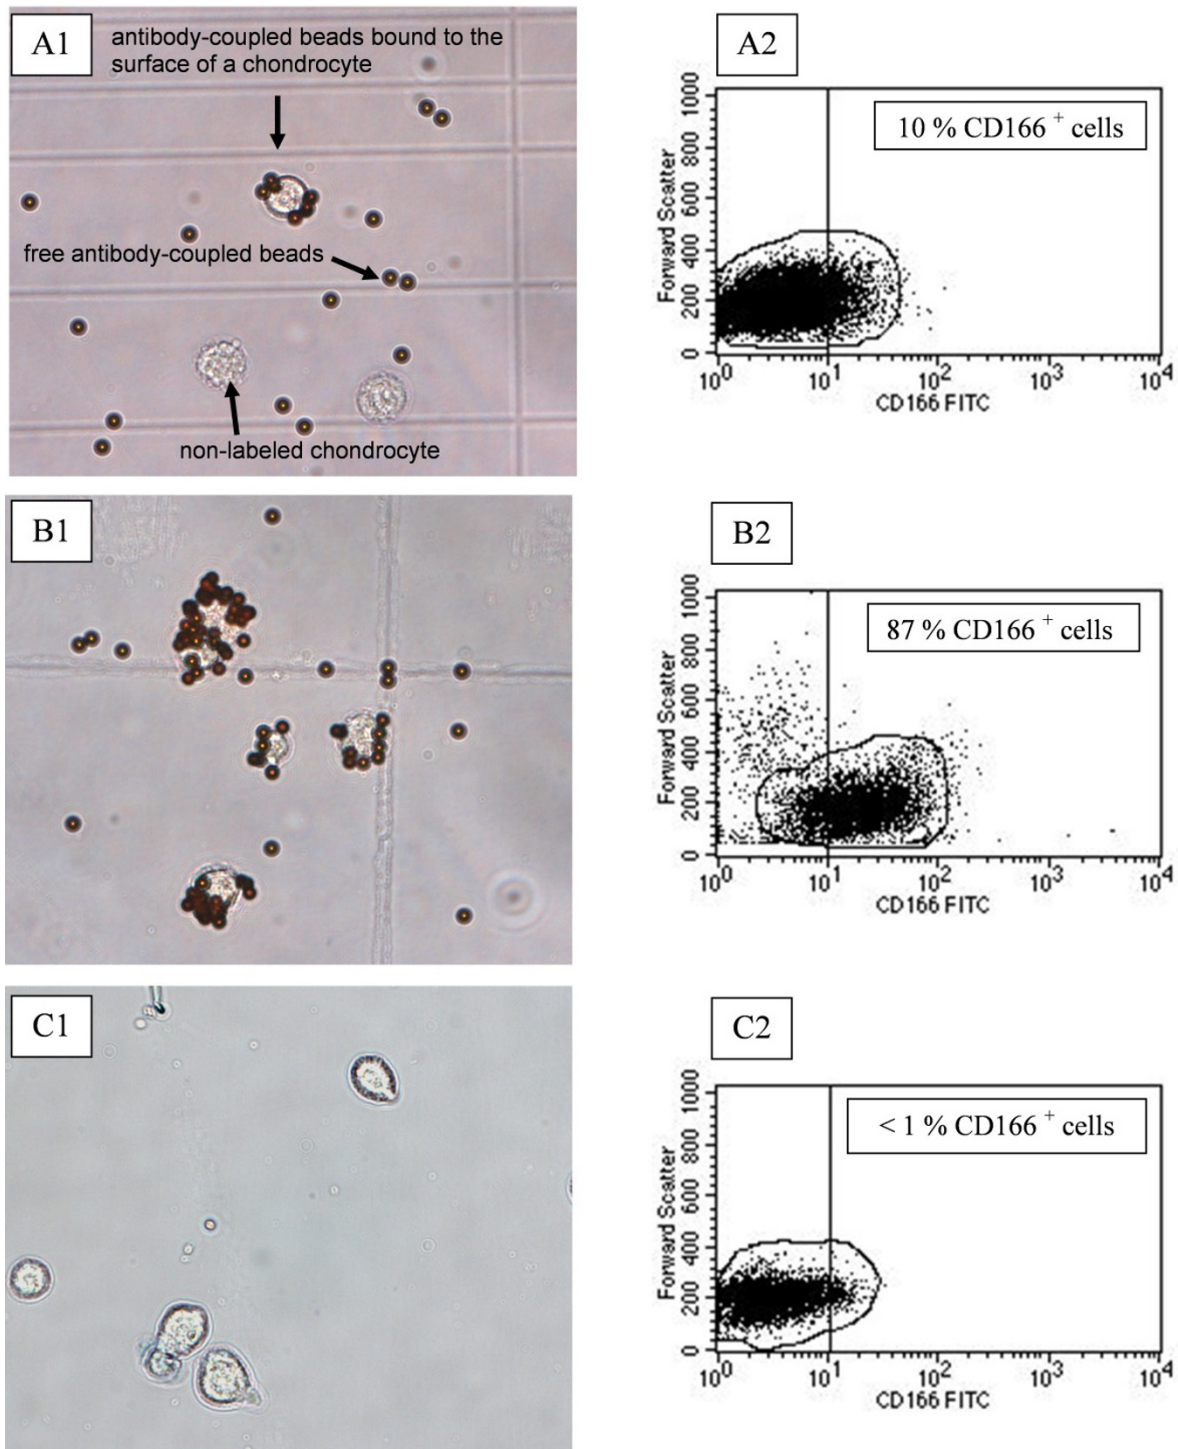 A1
antibody-coupled beads bound to the
surface of a chondrocyte
free antibody-coupled beads
non-labeled chondrocyte
A2
10 % CD166 + cells
Forward Scatter
0 200 400 600 800 1000
10^0 10^1 10^2 10^3 10^4
CD166 FITC
B1
B2
87 % CD166 + cells
Forward Scatter
0 200 400 600 800 1000
10^0 10^1 10^2 10^3 10^4
CD166 FITC
C1
C2
< 1 % CD166 + cells
Forward Scatter
0 200 400 600 800 1000
10^0 10^1 10^2 10^3 10^4
CD166 FITC